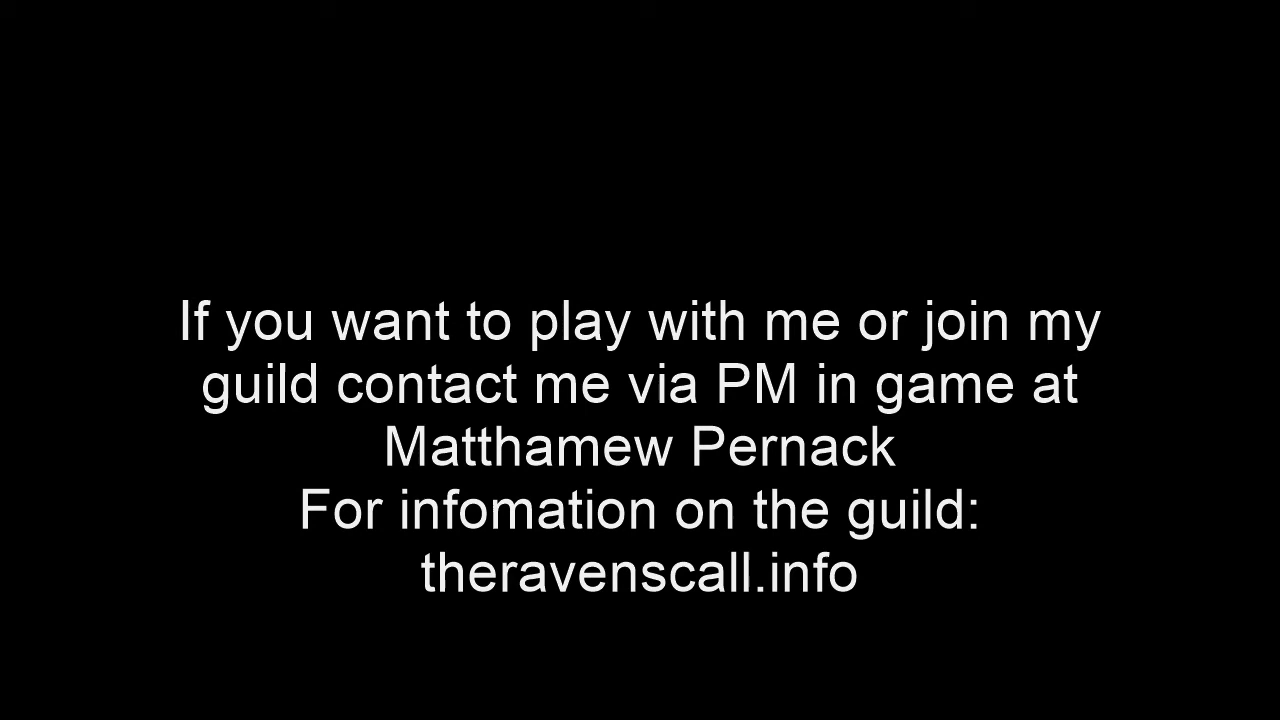 If you want to play with me or join my
guild contact me via PM in game at
Matthamew Pernack
For infomation on the guild:
theravenscall.info